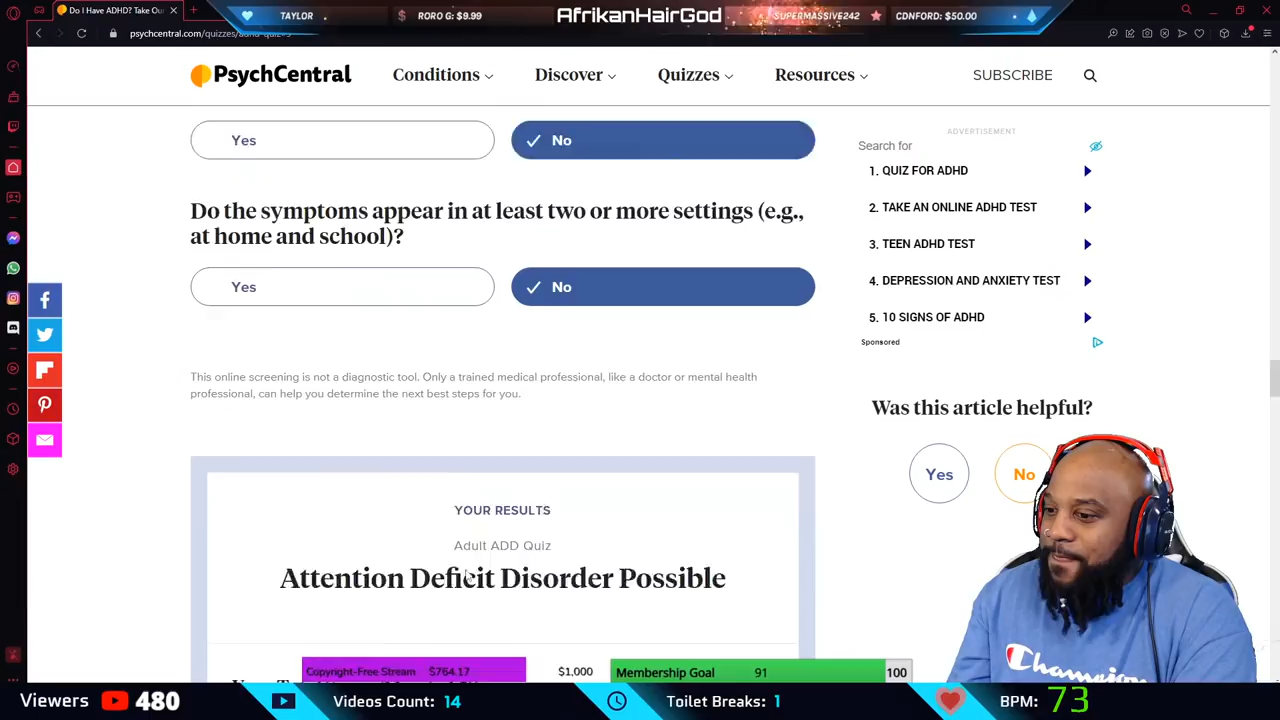 TAYLOR
RORO G: $9.99
AfrikanHairGod
SUPERMASSIVE242
CDNFORD: $50.00
Do I Have ADHD? Take Our
psychcentral.com/quizzes/adhd-quiz
PsychCentral
Conditions
Discover
Quizzes
Resources
SUBSCRIBE
Yes
No
Do the symptoms appear in at least two or more settings (e.g.,
at home and school)?
Yes
No
This online screening is not a diagnostic tool. Only a trained medical professional, like a doctor or mental health
professional, can help you determine the next best steps for you.
YOUR RESULTS
Adult ADD Quiz
Attention Deficit Disorder Possible
ADVERTISEMENT
Search for
1. QUIZ FOR ADHD
2. TAKE AN ONLINE ADHD TEST
3. TEEN ADHD TEST
4. DEPRESSION AND ANXIETY TEST
5. 10 SIGNS OF ADHD
Sponsored
Was this article helpful?
Yes
No
Champion
Copyright-Free Stream $764.17 $1,000
Membership Goal 91 100
Viewers 480
Videos Count: 14
Toilet Breaks: 1
BPM: 73